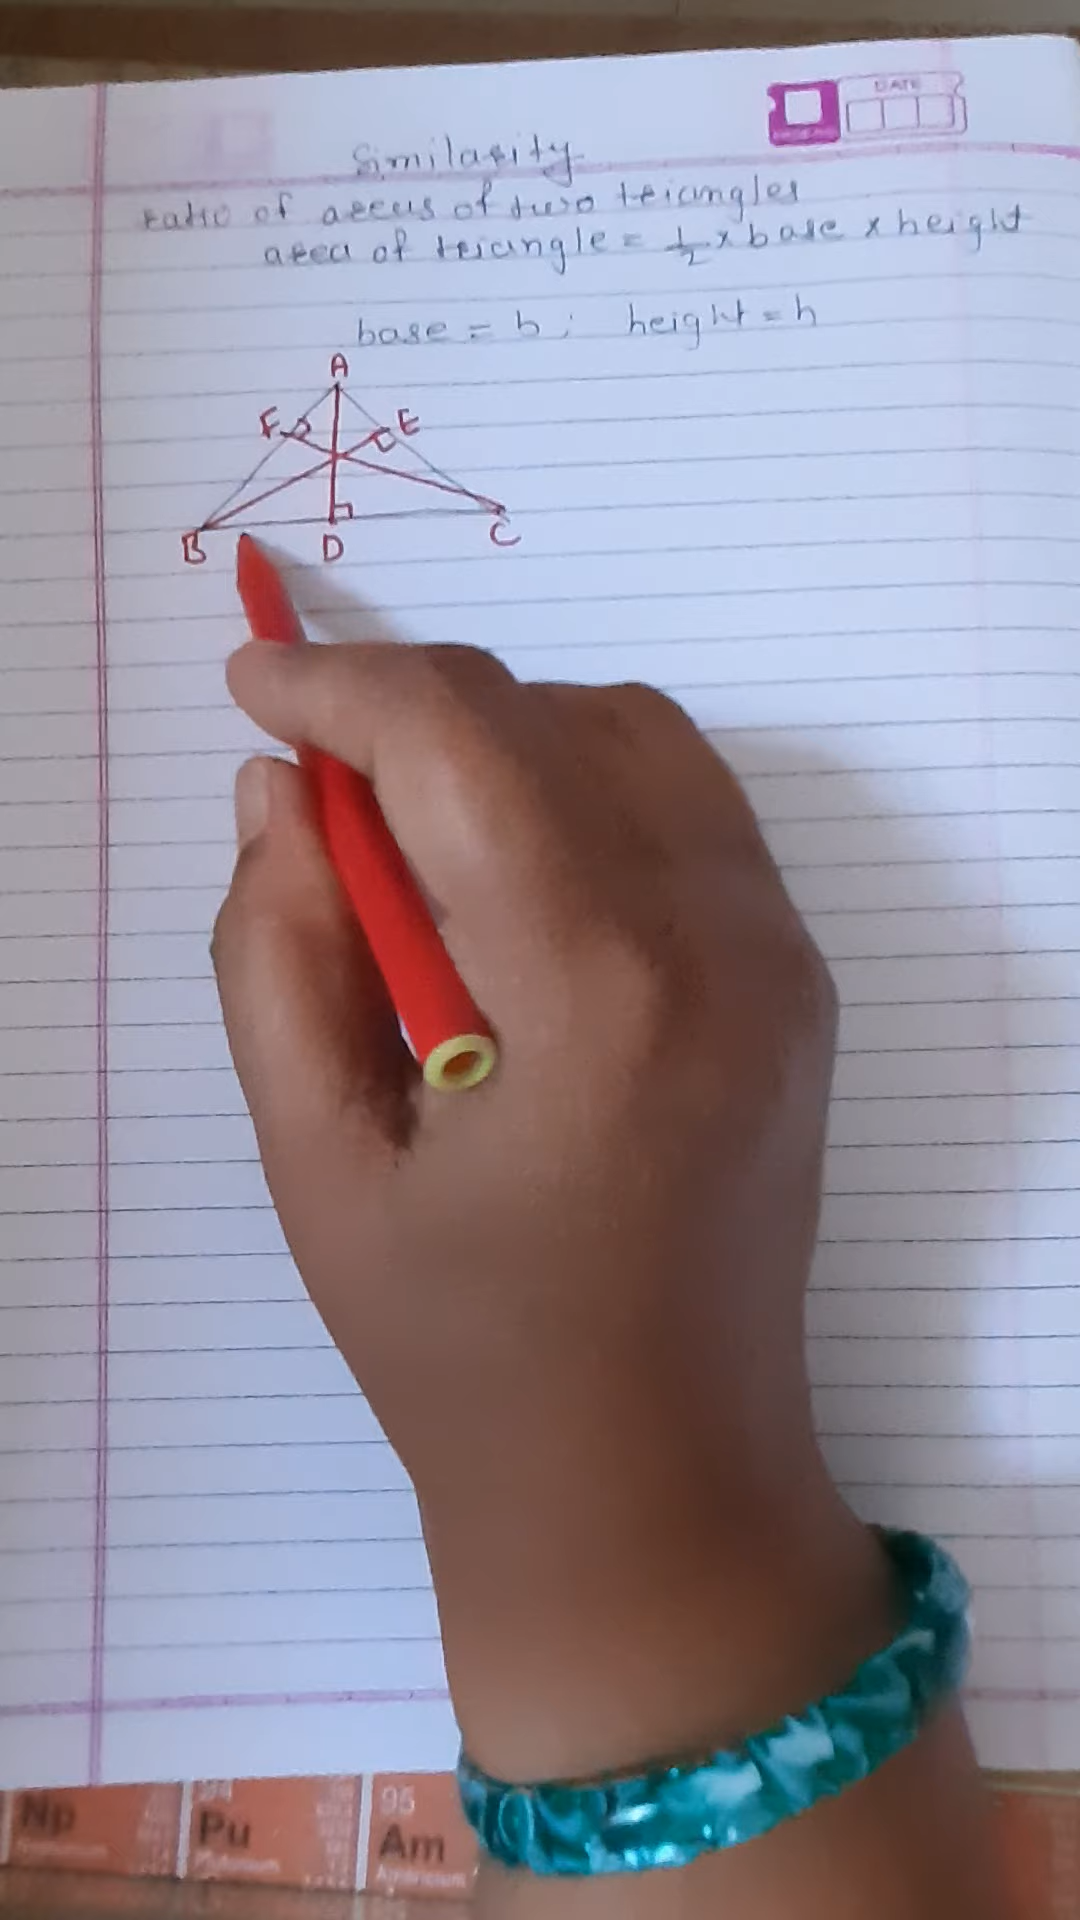 DATE
Similarity
ratio of areas of two triangles
area of triangle = 1/2 × base × height
base = b; height = h
A
F E
B D C
Np Pu 95
Am